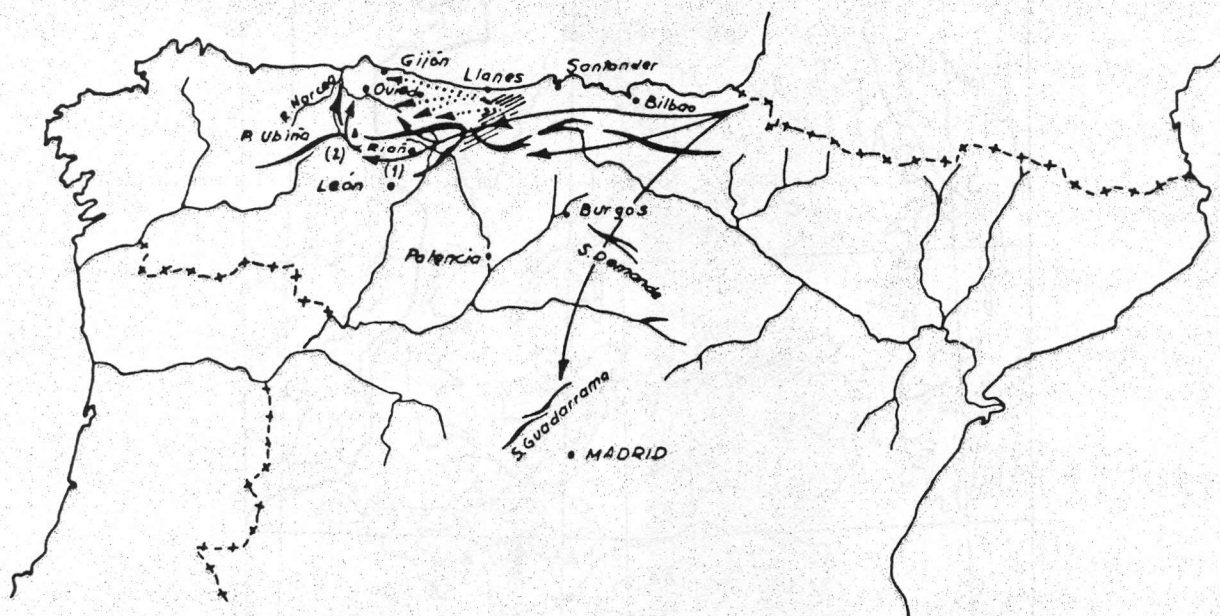 Gijón
Llanes
Santander
Oviedo
Bilbao
R. Narcea
P. Ubiña
(2)
Riaño
(1)
León
Burgos
Palencia
S. Demanda
S. Guadarrama
MADRID